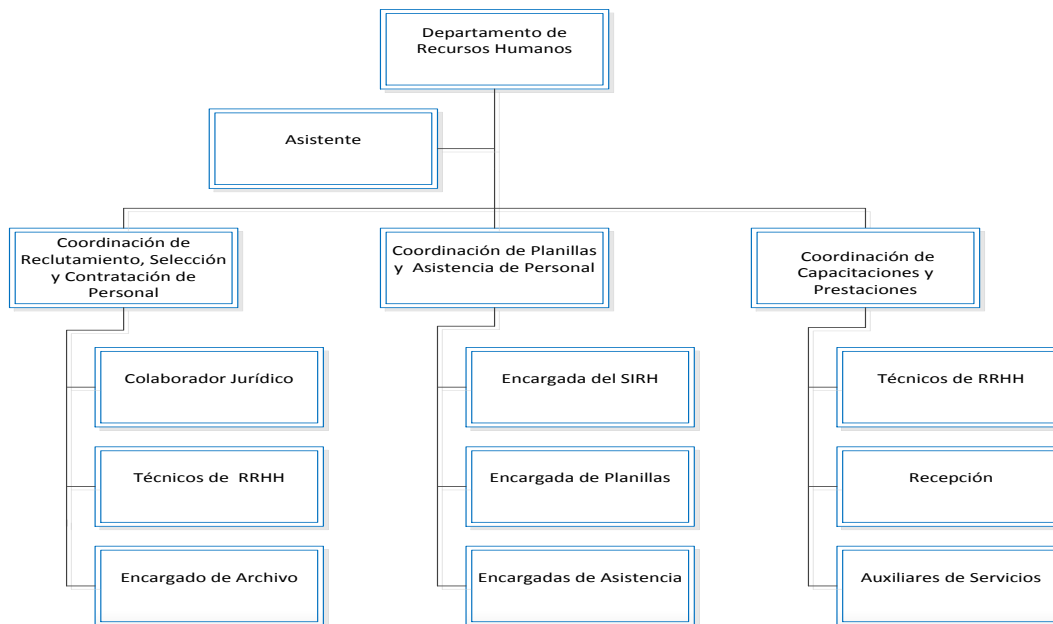 Departamento de
Recursos Humanos
Asistente
Coordinación de
Reclutamiento, Selección
y Contratación de
Personal
Coordinación de Planillas
y Asistencia de Personal
Coordinación de
Capacitaciones y
Prestaciones
Colaborador Jurídico
Encargada del SIRH
Técnicos de RRHH
Técnicos de RRHH
Encargada de Planillas
Recepción
Encargado de Archivo
Encargadas de Asistencia
Auxiliares de Servicios